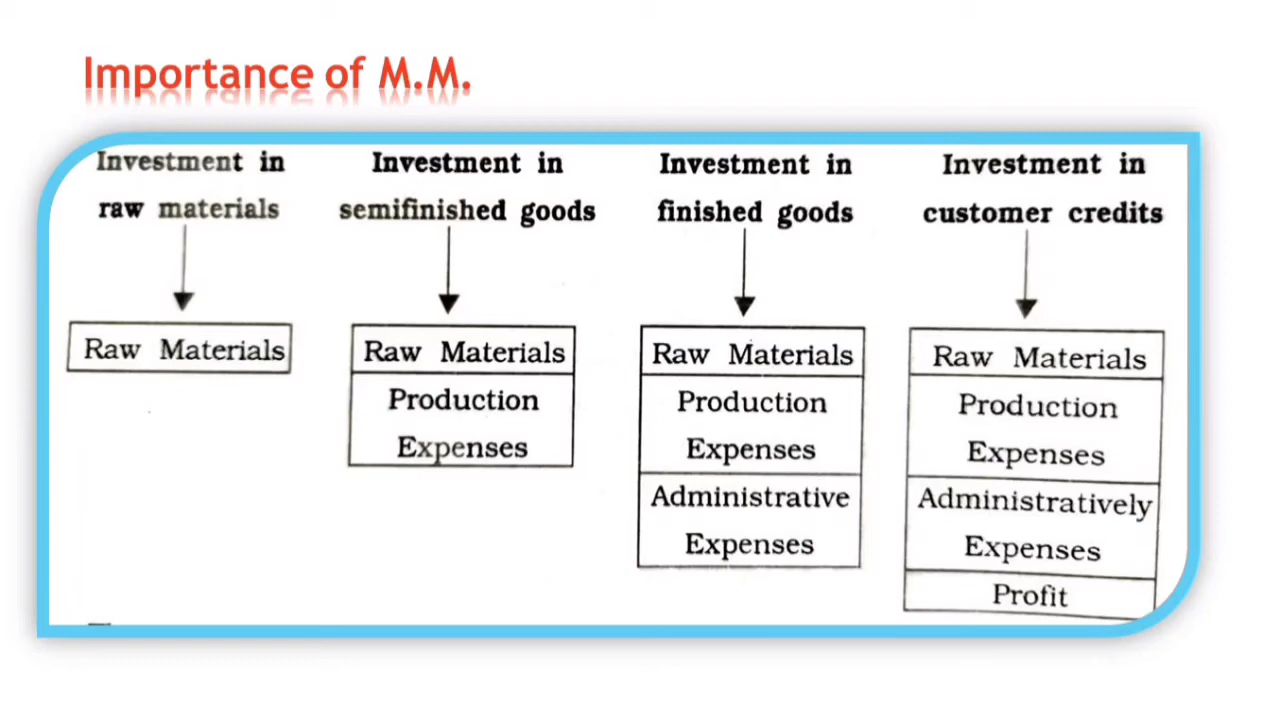 Importance of M.M.
Investment in
raw materials
Raw Materials
Investment in
semifinished goods
Raw Materials
Production
Expenses
Investment in
finished goods
Raw Materials
Production
Expenses
Administrative
Expenses
Investment in
customer credits
Raw Materials
Production
Expenses
Administratively
Expenses
Profit